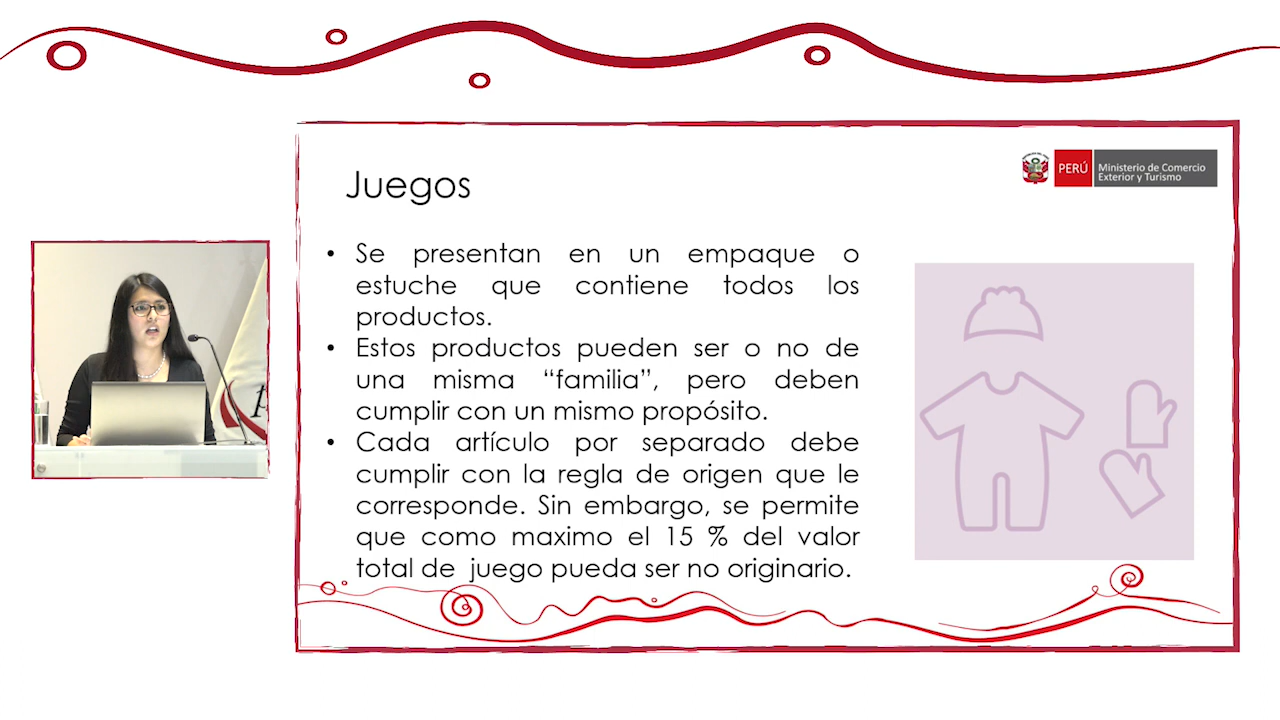 Juegos
PERÚ
Ministerio de Comercio
Exterior y Turismo
• Se presentan en un empaque o
estuche que contiene todos los
productos.
• Estos productos pueden ser o no de
una misma “familia”, pero deben
cumplir con un mismo propósito.
• Cada artículo por separado debe
cumplir con la regla de origen que le
corresponde. Sin embargo, se permite
que como maximo el 15 % del valor
total de juego pueda ser no originario.